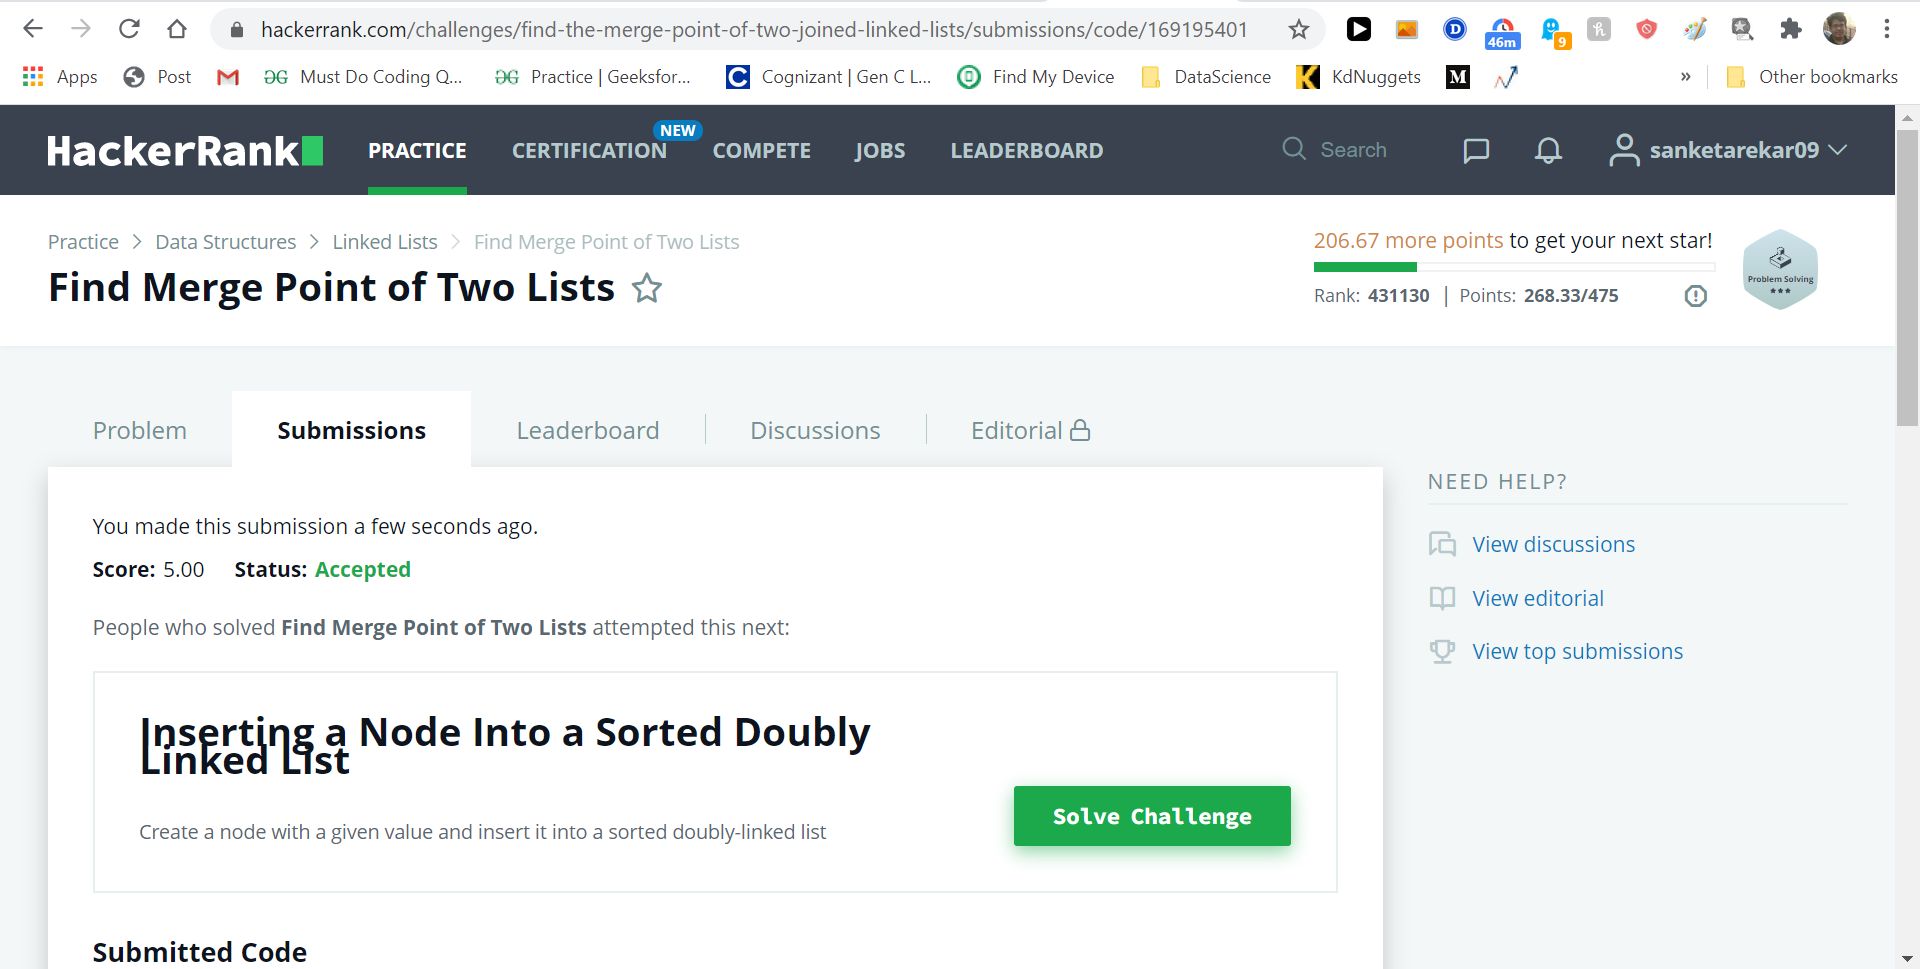 hackerrank.com/challenges/find-the-merge-point-of-two-joined-linked-lists/submissions/code/169195401
D
46m
9
h
Apps
Post
Must Do Coding Q...
Practice | Geeksfor...
C
Cognizant | Gen C L...
Find My Device
DataScience
K
KdNuggets
M
»
Other bookmarks
HackerRank
PRACTICE
CERTIFICATION
NEW
COMPETE
JOBS
LEADERBOARD
Search
sanketarekar09
Practice > Data Structures > Linked Lists > Find Merge Point of Two Lists
Find Merge Point of Two Lists
206.67 more points to get your next star!
Rank: 431130 | Points: 268.33/475
Problem Solving
Problem
Submissions
Leaderboard
Discussions
Editorial
You made this submission a few seconds ago.
Score: 5.00 Status: Accepted
People who solved Find Merge Point of Two Lists attempted this next:
Inserting a Node Into a Sorted Doubly
Linked List
Create a node with a given value and insert it into a sorted doubly-linked list
Solve Challenge
Submitted Code
NEED HELP?
View discussions
View editorial
View top submissions